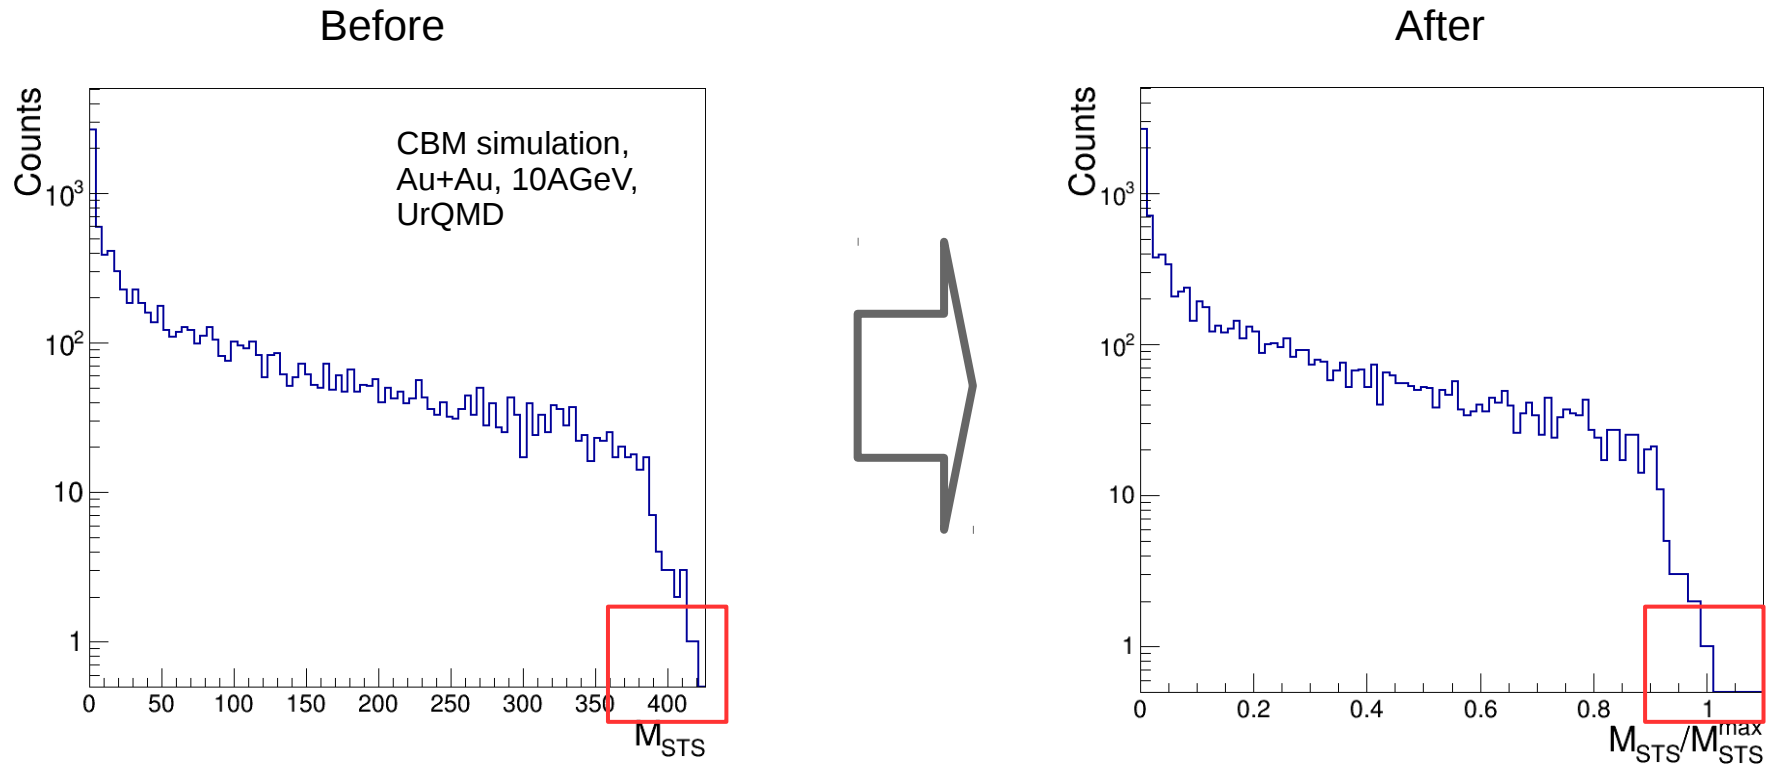 Before
After
Counts
CBM simulation,
Au+Au, 10AGeV,
UrQMD
10³
10²
10
1
0 50 100 150 200 250 300 350 400
M_STS
Counts
10³
10²
10
1
0 0.2 0.4 0.6 0.8 1
M_STS/M_STS^max